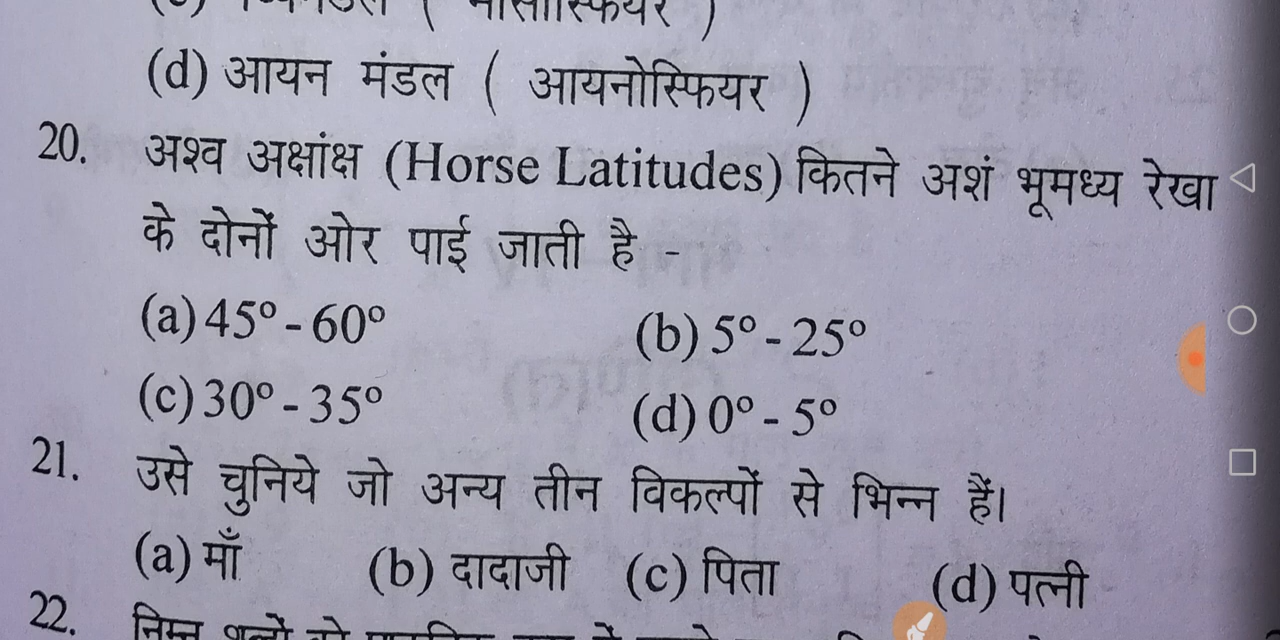 (d) आयन मंडल ( आयनोस्फियर )
20. अश्व अक्षांक्ष (Horse Latitudes) कितने अशं भूमध्य रेखा
के दोनों ओर पाई जाती है -
(a) 45° - 60° (b) 5° - 25°
(c) 30° - 35° (d) 0° - 5°
21. उसे चुनिये जो अन्य तीन विकल्पों से भिन्न हैं।
(a) माँ (b) दादाजी (c) पिता (d) पत्नी
22. निम्न